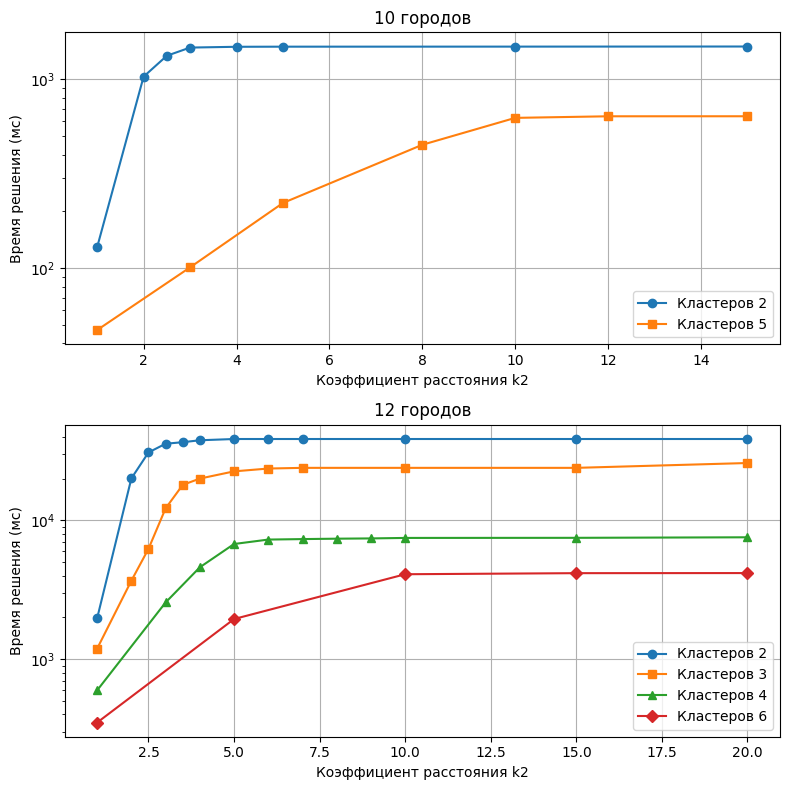 10 городов
Время решения (мс)
10³
10²
2 4 6 8 10 12 14
Кластеров 2
Кластеров 5
Коэффициент расстояния k2
12 городов
Время решения (мс)
10⁴
10³
2.5 5.0 7.5 10.0 12.5 15.0 17.5 20.0
Кластеров 2
Кластеров 3
Кластеров 4
Кластеров 6
Коэффициент расстояния k2